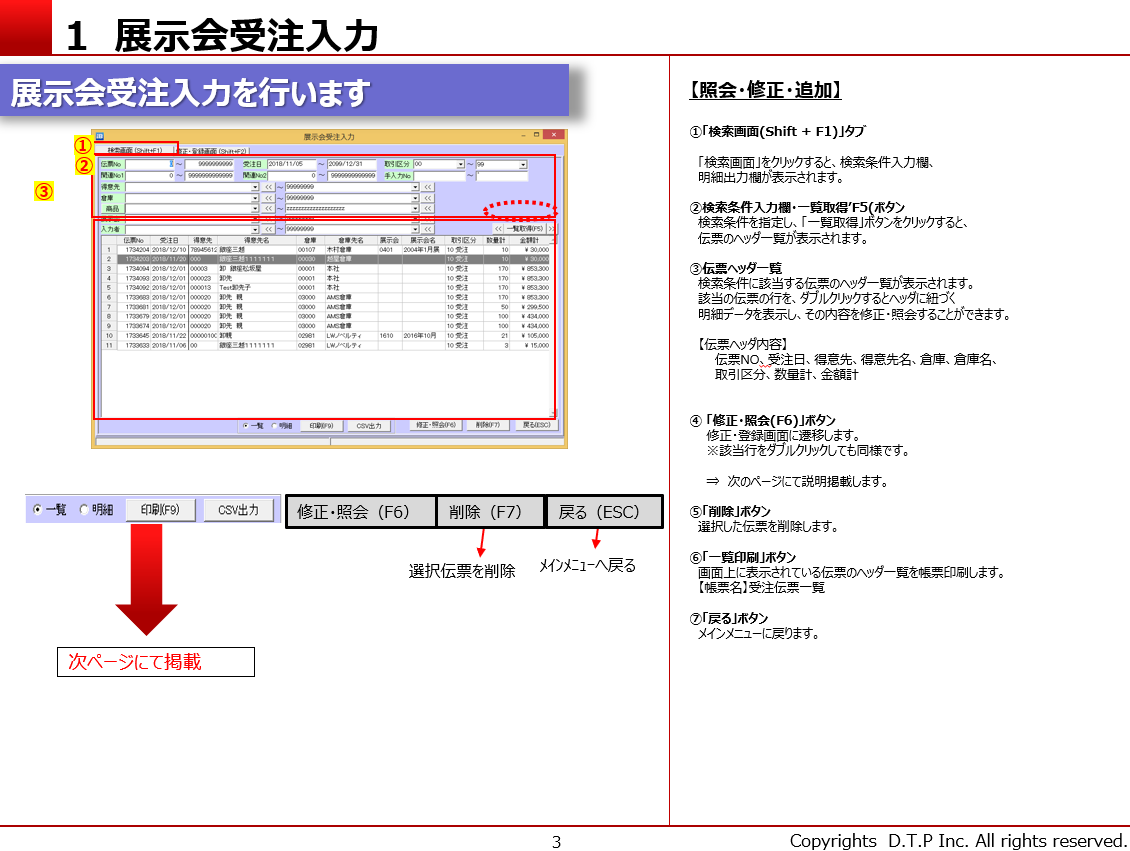 1 展示会受注入力
展示会受注入力を行います
①
②
③
展示会受注入力
検索画面(Shift+F1) 修正・登録画面(Shift+F2)
伝票No 1 ～ 9999999999 受注日 2018/11/05 ～ 2099/12/31 取引区分 00 ～ 99
関連No1 0 ～ 9999999999999 関連No2 0 ～ 9999999999999 手入力No ～
得意先 << ～ 99999999 <<
倉庫 << ～ 99999999 <<
商品 << ～ zzzzzzzzzzzzzzzzzzzz <<
入力者 << ～ 99999999 << << 一覧取得(F5) >>
伝票No 受注日 得意先 得意先名 倉庫 倉庫先名 展示会 展示会名 取引区分 数量計 金額計
1 1734204 2018/12/10 78945612 銀座三越 00107 木村倉庫 0401 2004年1月展 10 受注 10 ¥ 30,000
2 1734203 2018/11/20 000 銀座三越1111111 00030 越屋倉庫 10 受注 10 ¥ 30,000
3 1734094 2018/12/01 00003 卸 銀座松坂屋 00001 本社 10 受注 170 ¥ 853,300
4 1734093 2018/12/01 000023 卸先 00001 本社 10 受注 170 ¥ 853,300
5 1734092 2018/12/01 000013 Test卸先子 00001 本社 10 受注 170 ¥ 853,300
6 1733683 2018/12/01 000020 卸先 親 03000 AMS倉庫 10 受注 170 ¥ 853,300
7 1733681 2018/12/01 000020 卸先 親 03000 AMS倉庫 10 受注 50 ¥ 299,500
8 1733679 2018/12/01 000020 卸先 親 03000 AMS倉庫 10 受注 100 ¥ 434,000
9 1733674 2018/12/01 000020 卸先 親 03000 AMS倉庫 10 受注 100 ¥ 434,000
10 1733645 2018/11/22 0000010( 卸親 02981 LWノベルティ 1610 2016年10月 10 受注 21 ¥ 105,000
11 1733633 2018/11/06 00 銀座三越1111111 02981 LWノベルティ 10 受注 3 ¥ 15,000
一覧 明細 印刷(F9) CSV出力 修正・照会(F6) 削除(F7) 戻る(ESC)
一覧 明細 印刷(F9) CSV出力 修正・照会（F6） 削除（F7） 戻る（ESC）
選択伝票を削除 ﾒｲﾝﾒﾆｭｰへ戻る
次ページにて掲載
【照会・修正・追加】
①「検索画面(Shift + F1)」タブ
「検索画面」をクリックすると、検索条件入力欄、
明細出力欄が表示されます。
②検索条件入力欄・一覧取得’F5(ボタン
検索条件を指定し、「一覧取得」ボタンをクリックすると、
伝票のヘッダ一覧が表示されます。
③伝票ヘッダ一覧
検索条件に該当する伝票のヘッダ一覧が表示されます。
該当の伝票の行を、ダブルクリックするとヘッダに紐づく
明細データを表示し、その内容を修正・照会することができます。
【伝票ヘッダ内容】
伝票NO、受注日、得意先、得意先名、倉庫、倉庫名、
取引区分、数量計、金額計
④「修正・照会(F6)」ボタン
修正・登録画面に遷移します。
※該当行をダブルクリックしても同様です。
⇒ 次のページにて説明掲載します。
⑤「削除」ボタン
選択した伝票を削除します。
⑥「一覧印刷」ボタン
画面上に表示されている伝票のヘッダ一覧を帳票印刷します。
【帳票名】受注伝票一覧
⑦「戻る」ボタン
メインメニューに戻ります。
3
Copyrights D.T.P Inc. All rights reserved.